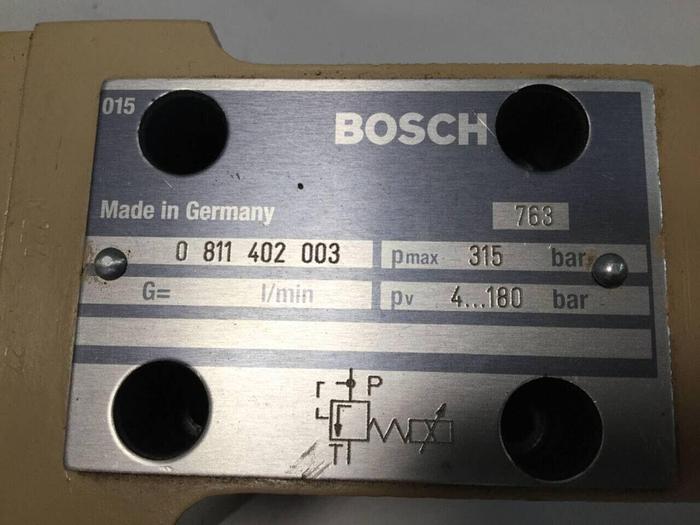 015
BOSCH
Made in Germany 763
0 811 402 003 pmax 315 bar
G= l/min pv 4...180 bar
P
T